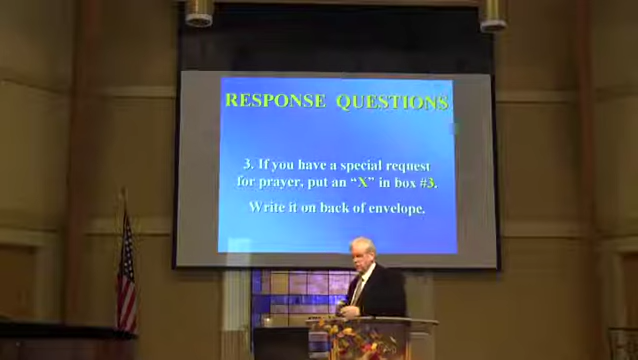 RESPONSE QUESTIONS
3. If you have a special request
for prayer, put an “X” in box #3.
Write it on back of envelope.